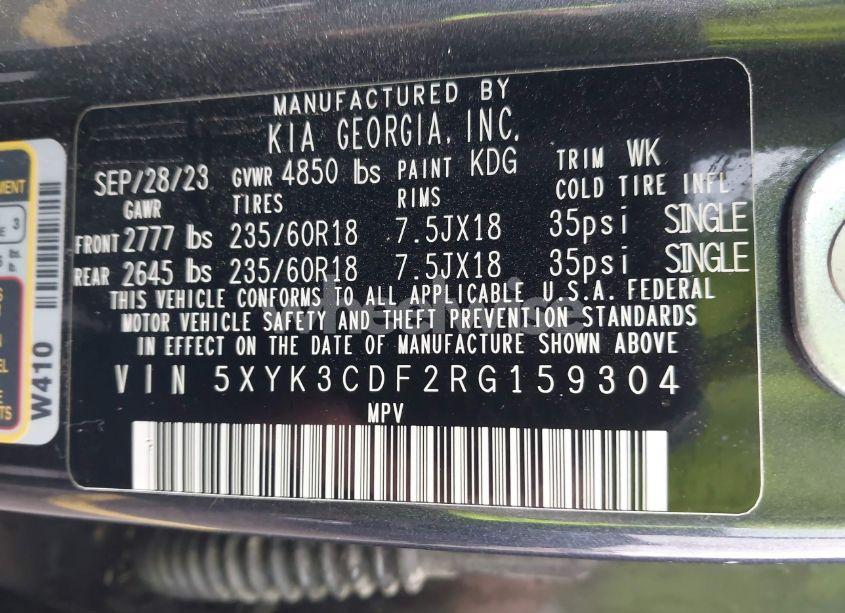 MANUFACTURED BY
KIA GEORGIA, INC.
SEP/28/23 GVWR 4850 lbs PAINT KDG TRIM WK
GAWR TIRES RIMS COLD TIRE INFL
FRONT 2777 lbs 235/60R18 7.5JX18 35psi SINGLE
REAR 2645 lbs 235/60R18 7.5JX18 35psi SINGLE
THIS VEHICLE CONFORMS TO ALL APPLICABLE U.S.A. FEDERAL
MOTOR VEHICLE SAFETY AND THEFT PREVENTION STANDARDS
IN EFFECT ON THE DATE OF MANUFACTURE SHOWN ABOVE
VIN 5XYK3CDF2RG159304
MPV
W410
3